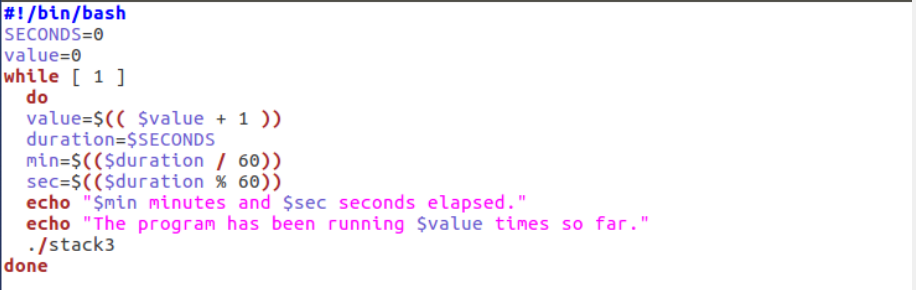 #!/bin/bash
SECONDS=0
value=0
while [ 1 ]
  do
  value=$(( $value + 1 ))
  duration=$SECONDS
  min=$(($duration / 60))
  sec=$(($duration % 60))
  echo "$min minutes and $sec seconds elapsed."
  echo "The program has been running $value times so far."
  ./stack3
done